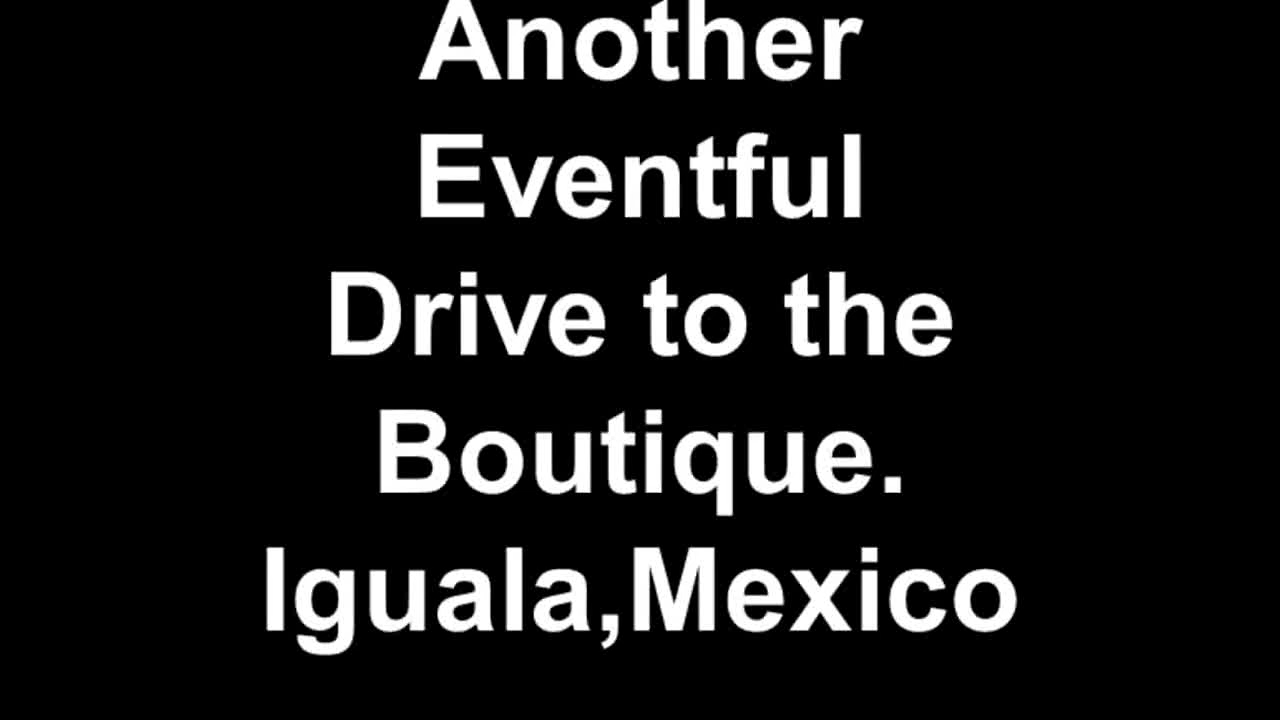 Another
Eventful
Drive to the
Boutique.
Iguala,Mexico